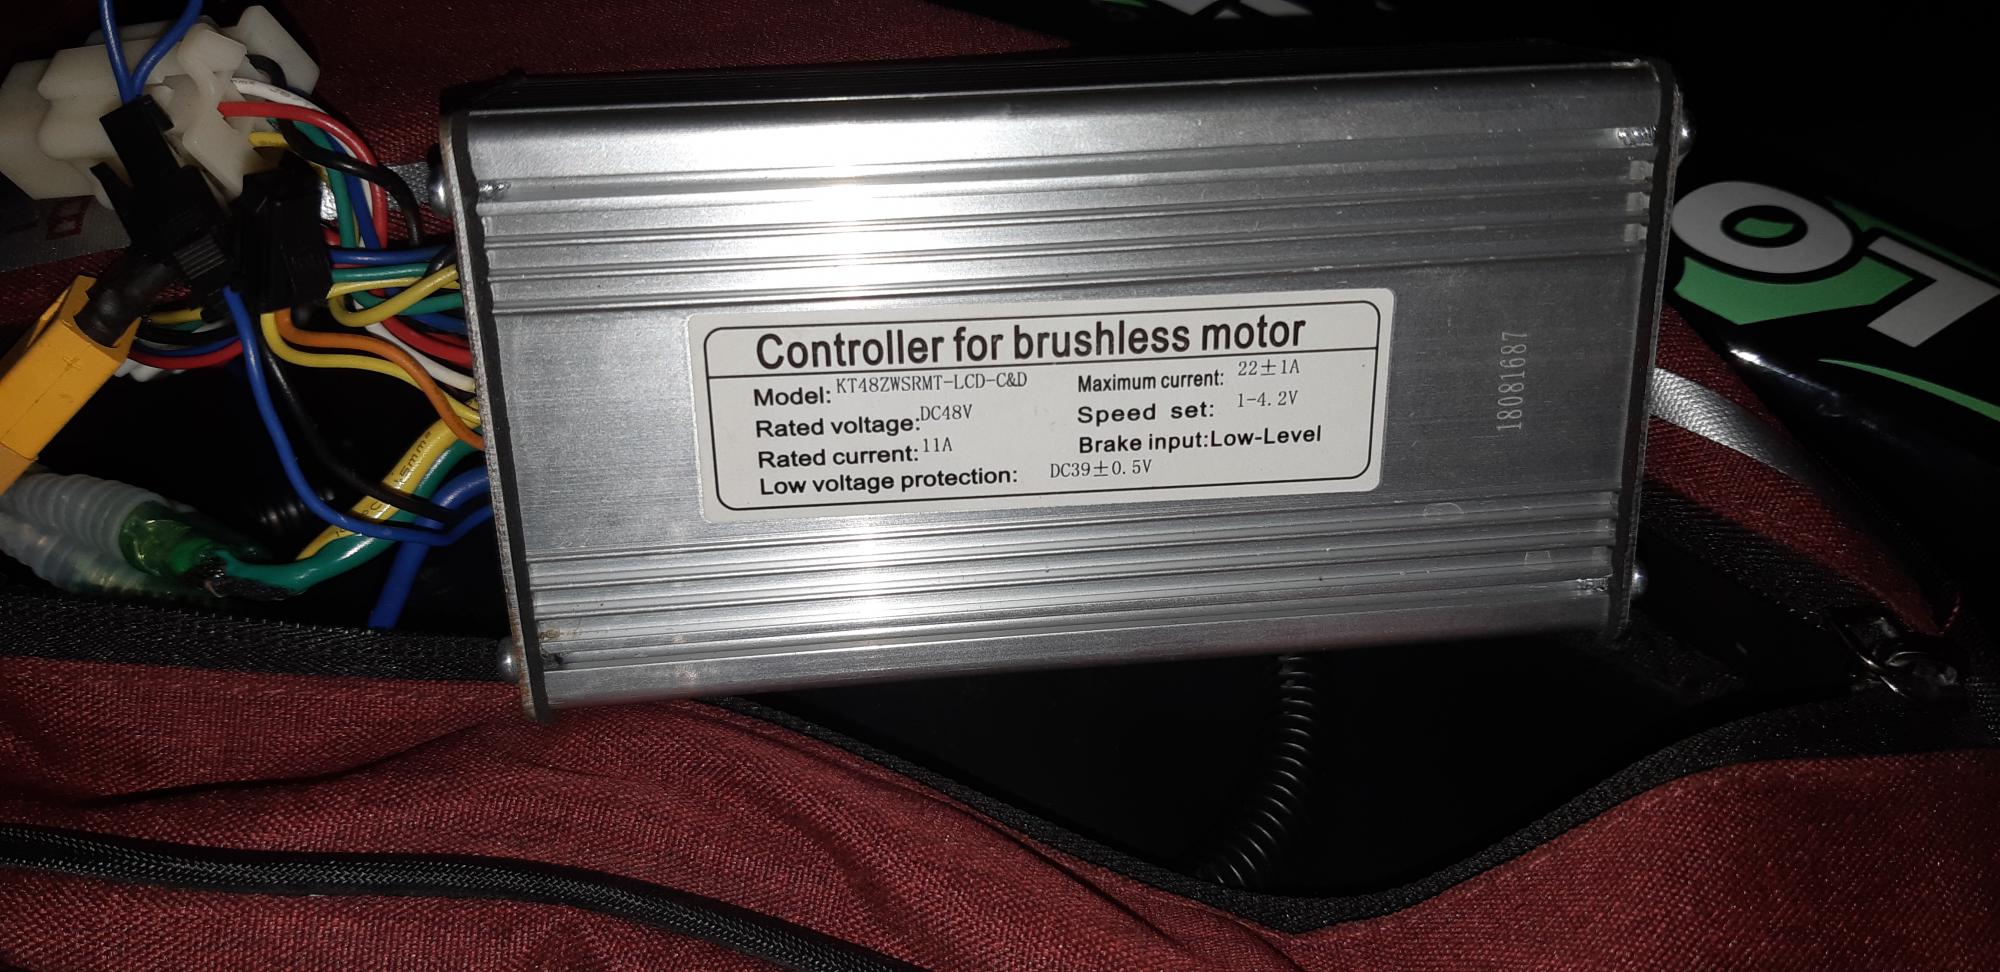 Controller for brushless motor
Model: KT48ZWSRMT-LCD-C&D
Rated voltage: DC48V
Rated current: 11A
Low voltage protection: DC39±0.5V
Maximum current: 22±1A
Speed set: 1-4.2V
Brake input:Low-Level
18081687